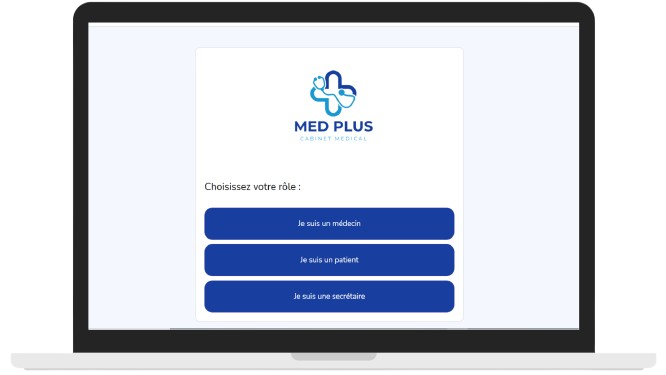 MED PLUS
CABINET MEDICAL
Choisissez votre rôle :
Je suis un médecin
Je suis un patient
Je suis une secrétaire